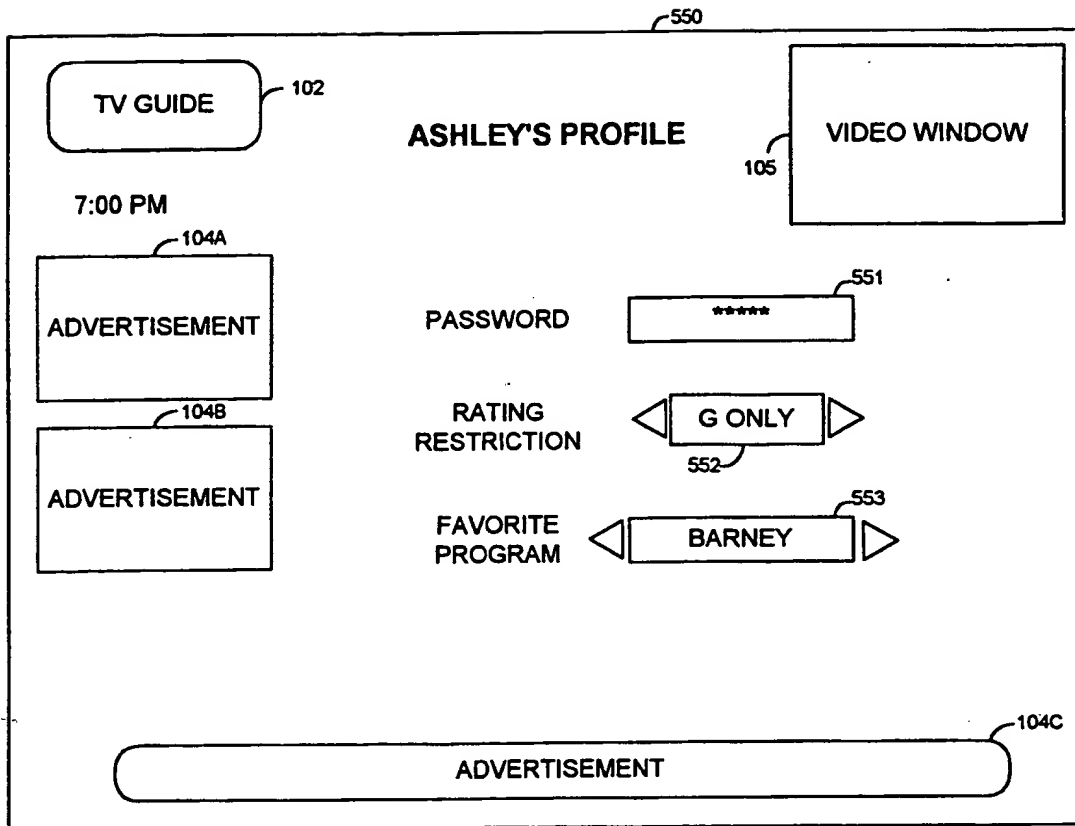 550
TV GUIDE
102
ASHLEY'S PROFILE
VIDEO WINDOW
105
7:00 PM
104A
ADVERTISEMENT
551
PASSWORD
*****
104B
ADVERTISEMENT
RATING
RESTRICTION
G ONLY
552
553
FAVORITE
PROGRAM
BARNEY
104C
ADVERTISEMENT